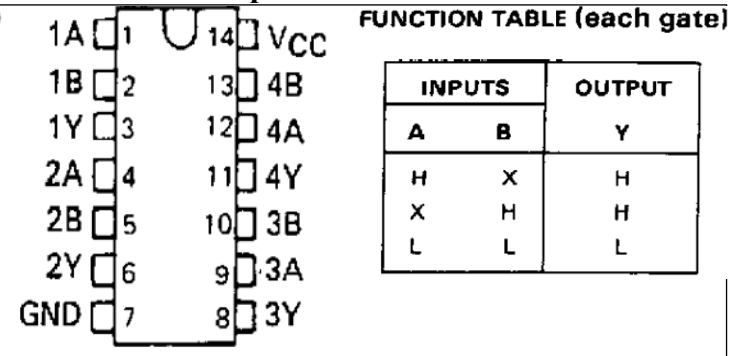 1A 1 14 VCC
1B 2 13 4B
1Y 3 12 4A
2A 4 11 4Y
2B 5 10 3B
2Y 6 9 3A
GND 7 8 3Y
FUNCTION TABLE (each gate)
INPUTS OUTPUT
A B Y
H X H
X H H
L L L